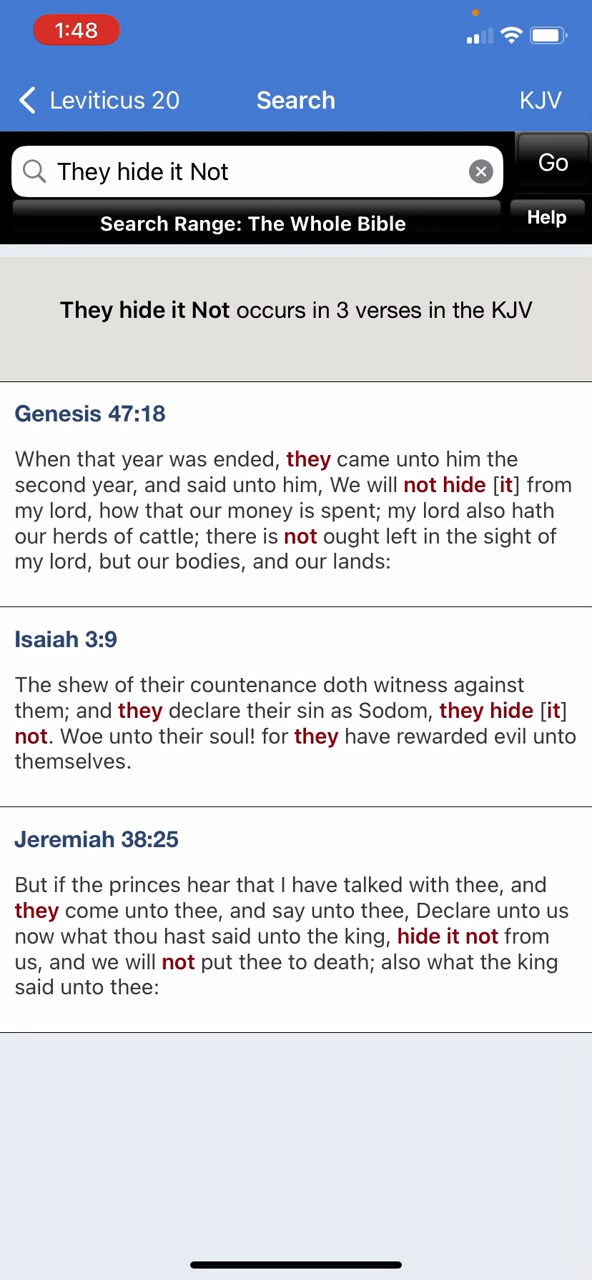 1:48
Leviticus 20
Search
KJV
They hide it Not
Go
Search Range: The Whole Bible
Help
They hide it Not occurs in 3 verses in the KJV
Genesis 47:18
When that year was ended, they came unto him the
second year, and said unto him, We will not hide [it] from
my lord, how that our money is spent; my lord also hath
our herds of cattle; there is not ought left in the sight of
my lord, but our bodies, and our lands:
Isaiah 3:9
The shew of their countenance doth witness against
them; and they declare their sin as Sodom, they hide [it]
not. Woe unto their soul! for they have rewarded evil unto
themselves.
Jeremiah 38:25
But if the princes hear that I have talked with thee, and
they come unto thee, and say unto thee, Declare unto us
now what thou hast said unto the king, hide it not from
us, and we will not put thee to death; also what the king
said unto thee: